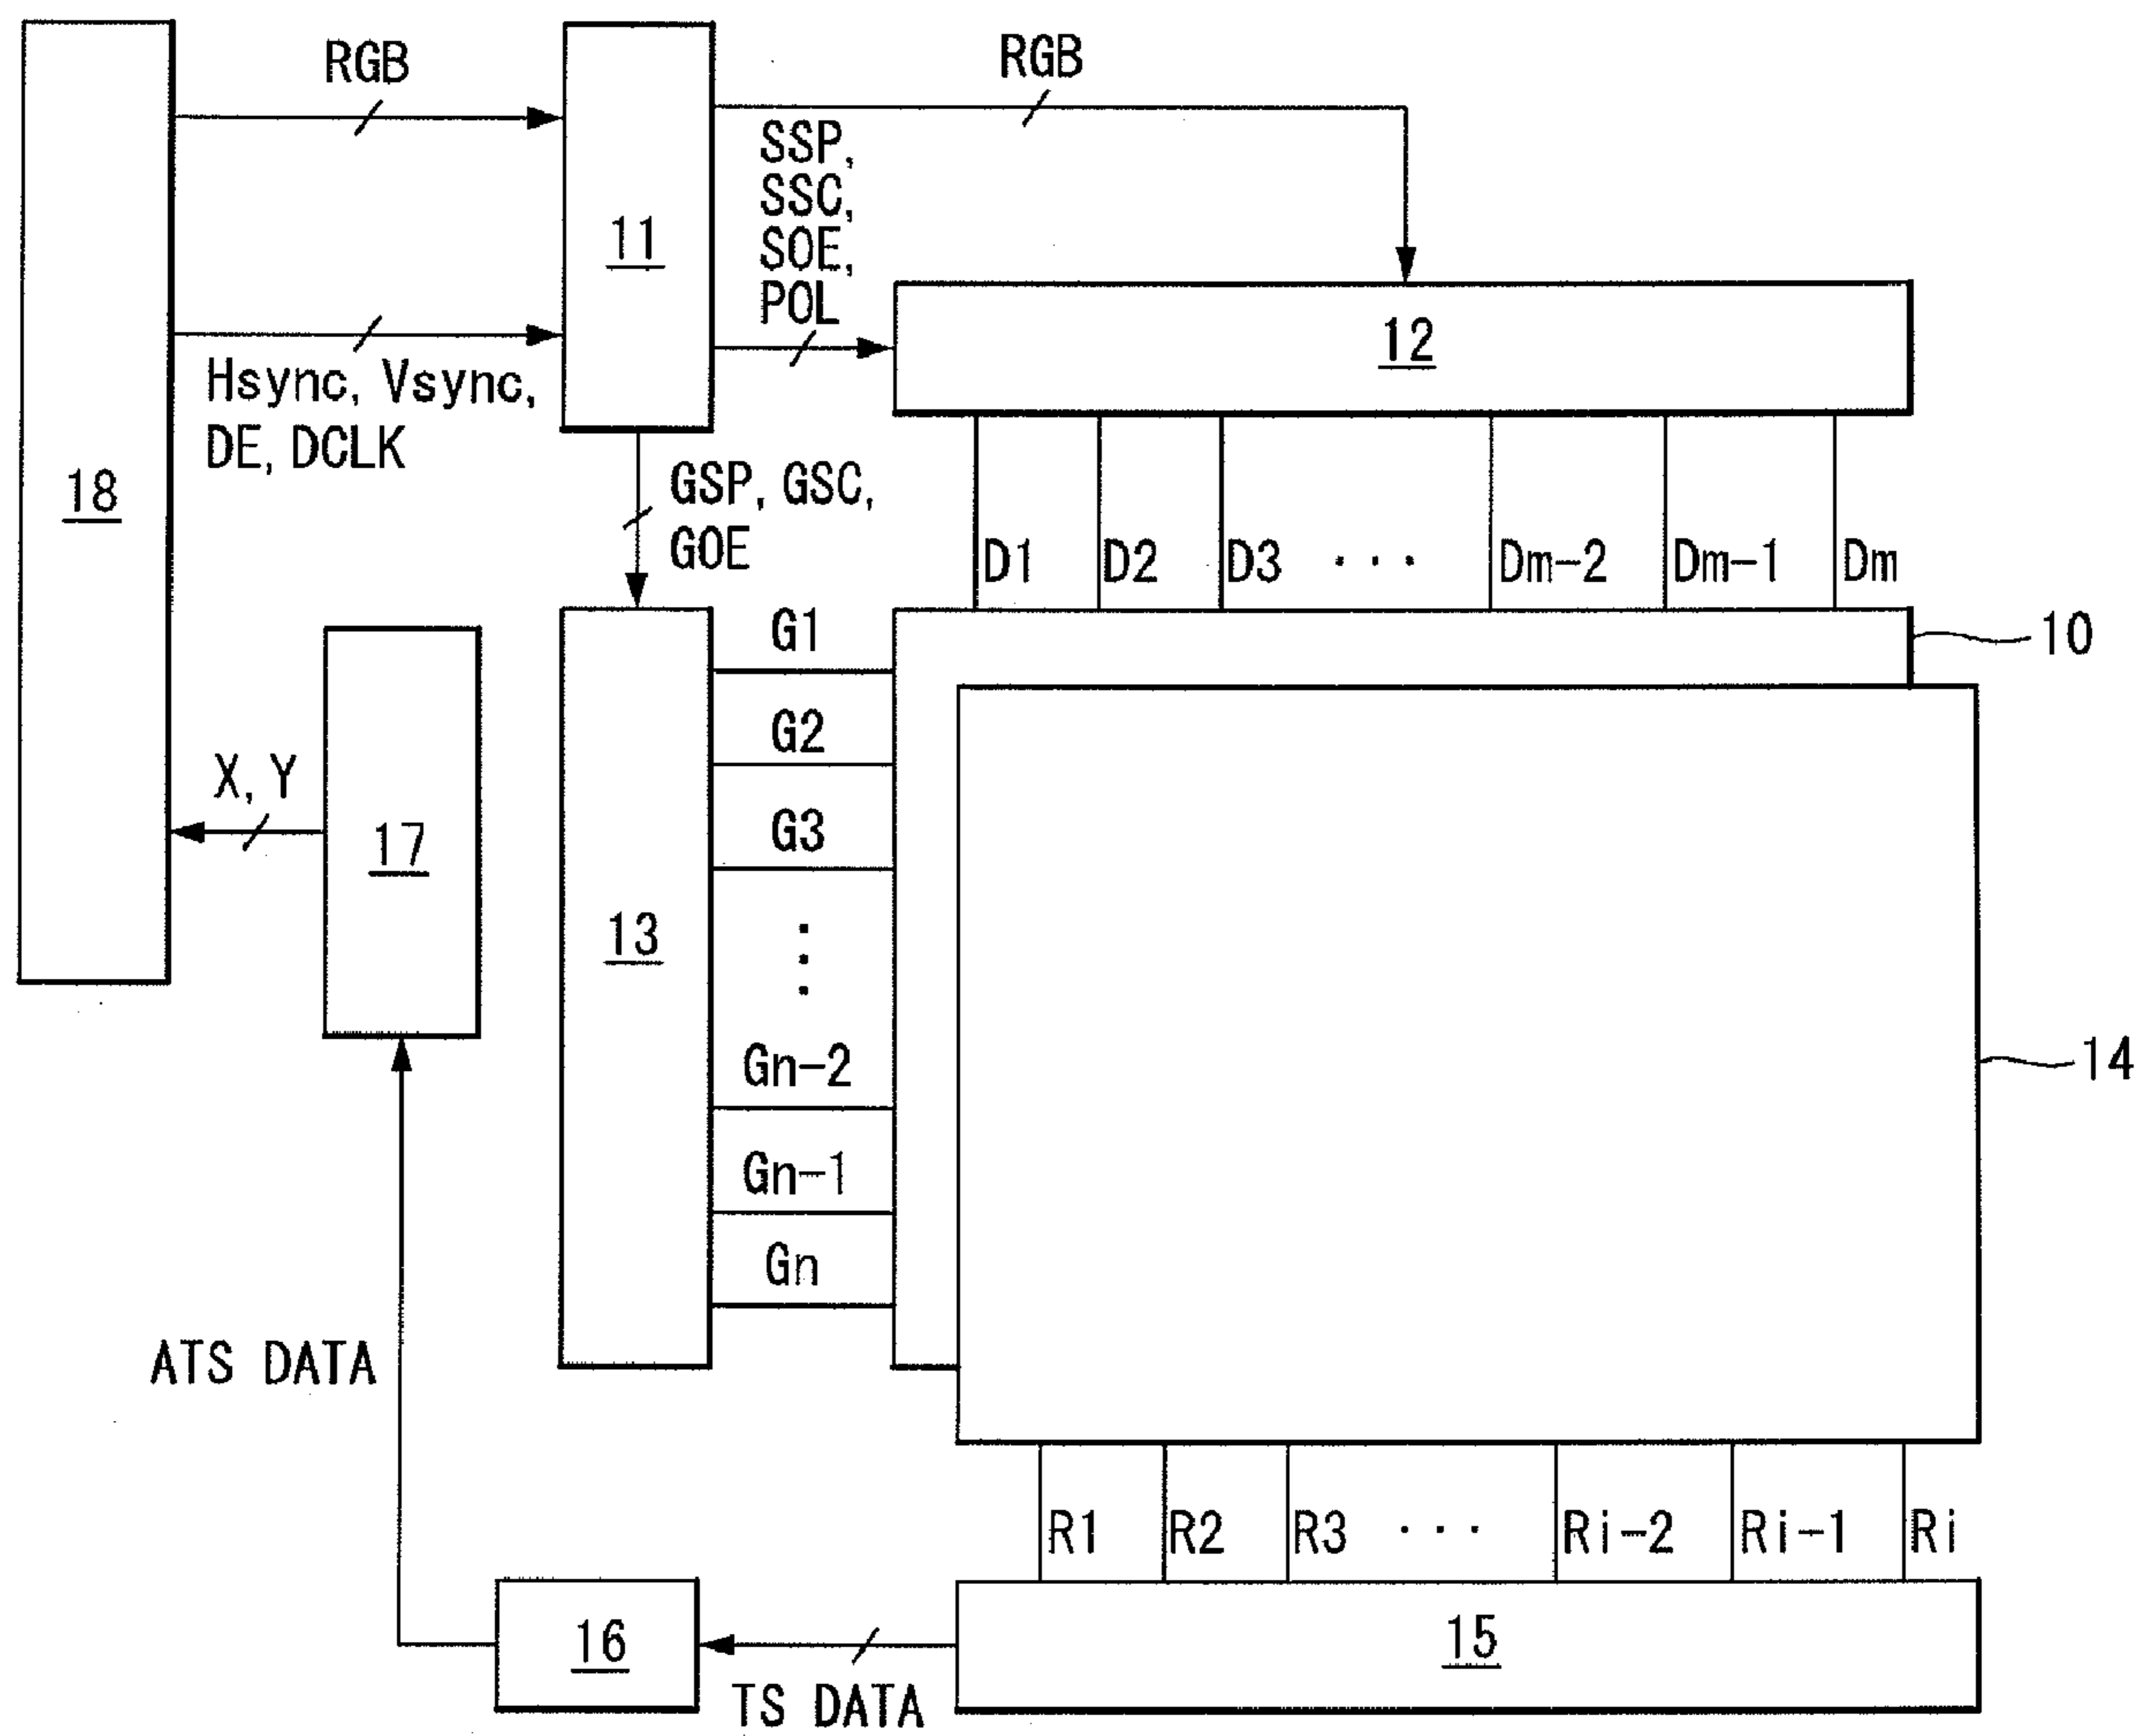 RGB
RGB
SSP,
SSC,
SOE,
POL
11
12
Hsync, Vsync,
DE, DCLK
18
GSP, GSC,
GOE
D1 D2 D3 ... Dm-2 Dm-1 Dm
10
G1
G2
G3
X, Y
17
13
Gn-2
14
Gn-1
Gn
ATS DATA
R1 R2 R3 ... Ri-2 Ri-1 Ri
16
15
TS DATA